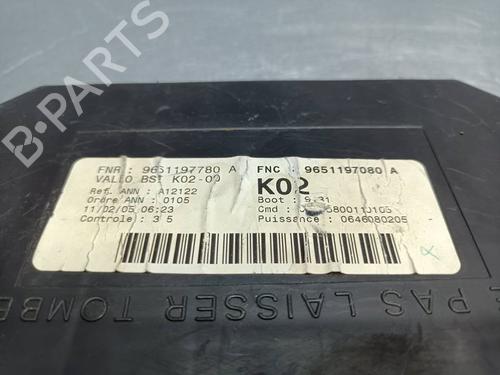 B-PARTS
FNR : 9651197780 A
VALEO BSI K02-00
Ref. ANN : A12122
Ordre ANN : 0105
11/02/05 06:23
Controle: 3 5
FNC : 9651197080 A
K02
Boot : 9.31
Cmd :
Puissance : 0646080205
PAS LAISSER TOMBE